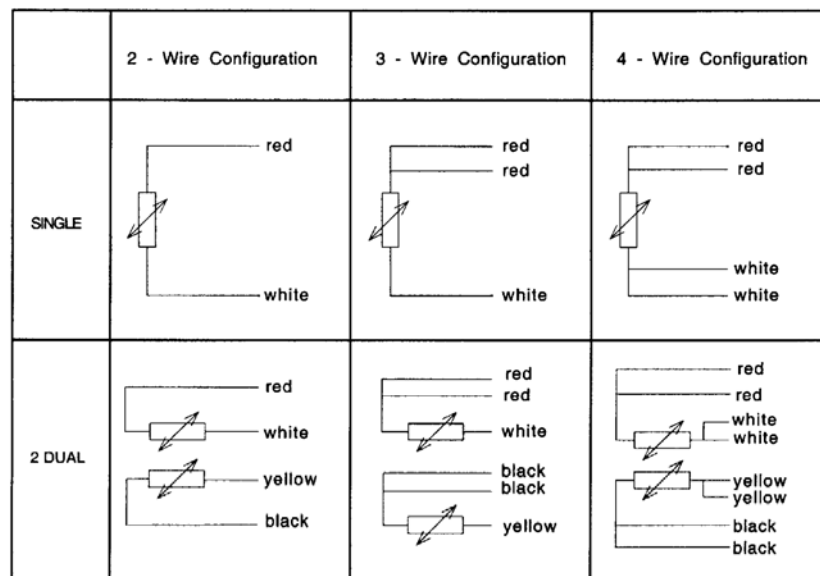 2 - Wire Configuration
3 - Wire Configuration
4 - Wire Configuration
SINGLE
red
white
red
red
white
red
red
white
white
2 DUAL
red
white
yellow
black
red
red
white
black
black
yellow
red
red
white
white
yellow
yellow
black
black